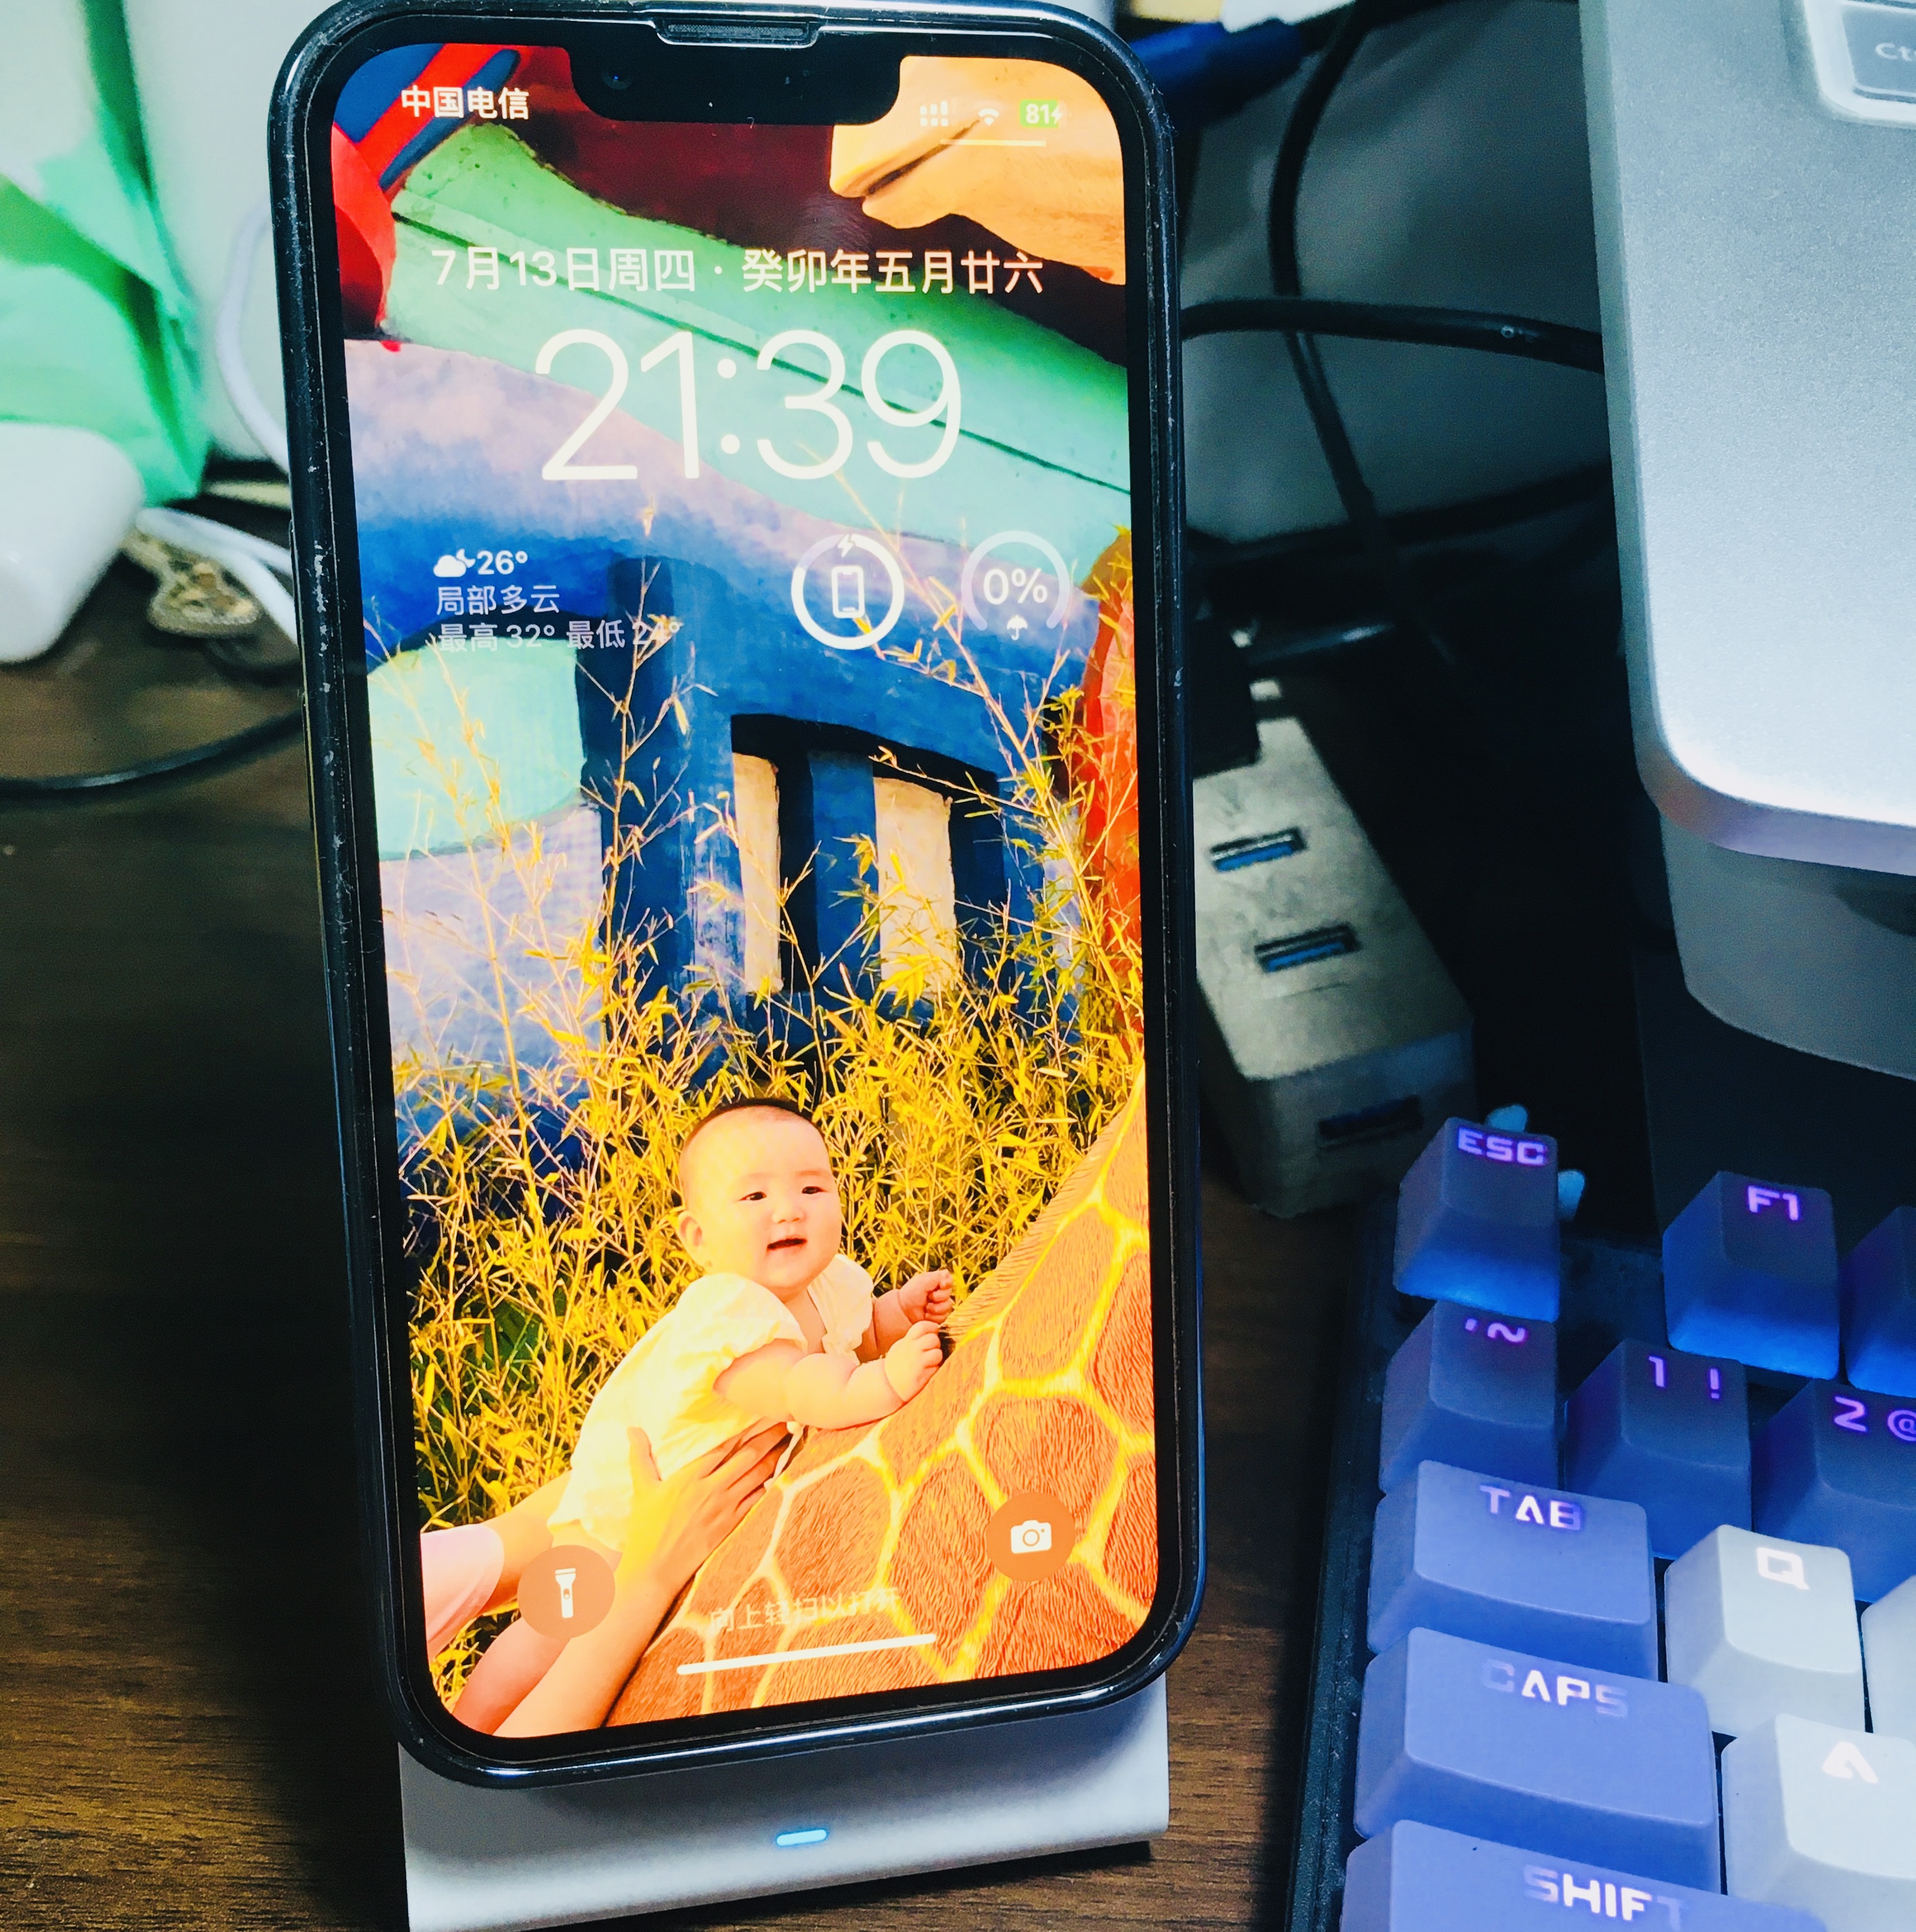 中国电信
81
7月13日周四 · 癸卯年五月廿六
21:39
26°
局部多云
最高 32° 最低 24°
0%
向上轻扫以打开
Ctrl
ESC
F1
1 !
2 @
TAB
Q
CAPS
A
SHIFT